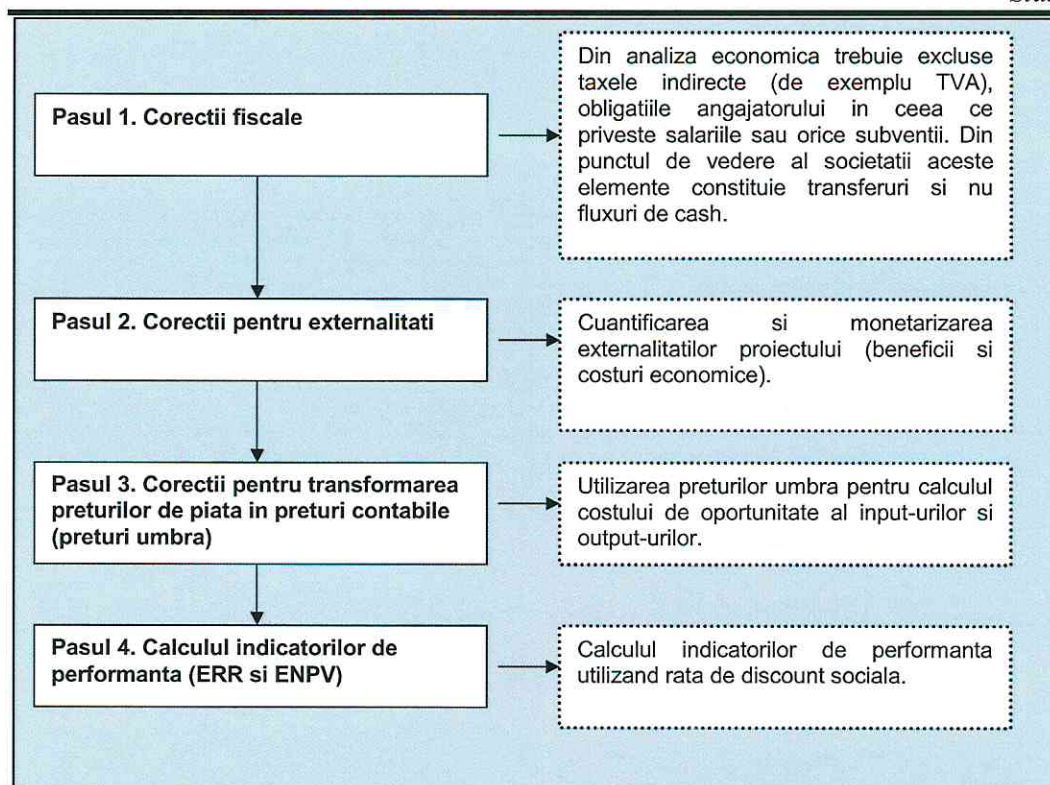 Pasul 1. Corectii fiscale
Din analiza economica trebuie excluse
taxele indirecte (de exemplu TVA),
obligatiile angajatorului in ceea ce
priveste salariile sau orice subventii. Din
punctul de vedere al societatii aceste
elemente constituie transferuri si nu
fluxuri de cash.
Pasul 2. Corectii pentru externalitati
Cuantificarea si monetarizarea
externalitatilor proiectului (beneficii si
costuri economice).
Pasul 3. Corectii pentru transformarea
preturilor de piata in preturi contabile
(preturi umbra)
Utilizarea preturilor umbra pentru calculul
costului de oportunitate al input-urilor si
output-urilor.
Pasul 4. Calculul indicatorilor de
performanta (ERR si ENPV)
Calculul indicatorilor de performanta
utilizand rata de discount sociala.